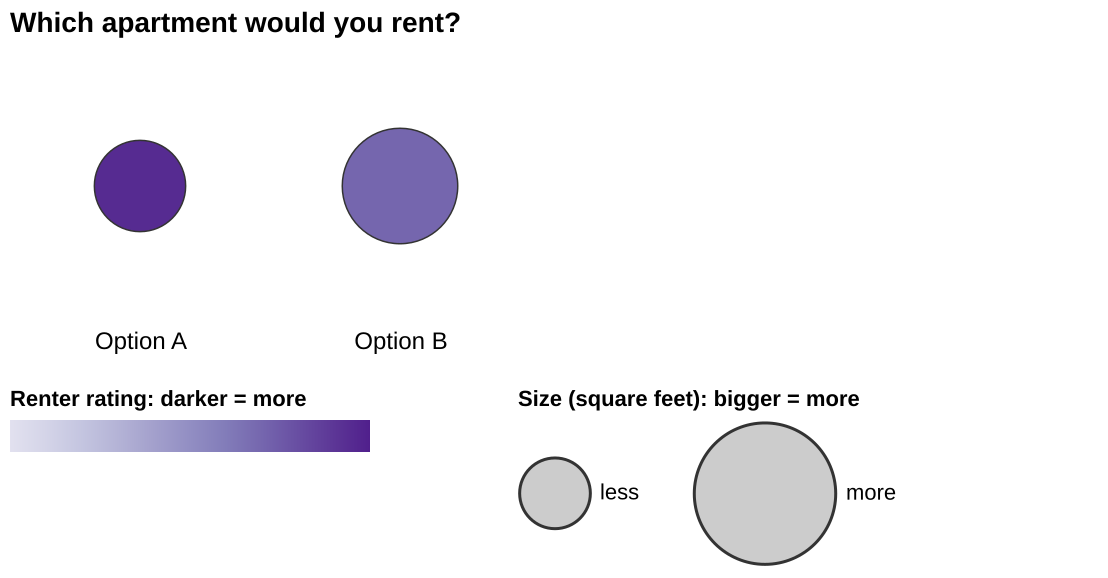 Which apartment would you rent?
Option A
Option B
Renter rating: darker = more
Size (square feet): bigger = more
less
more